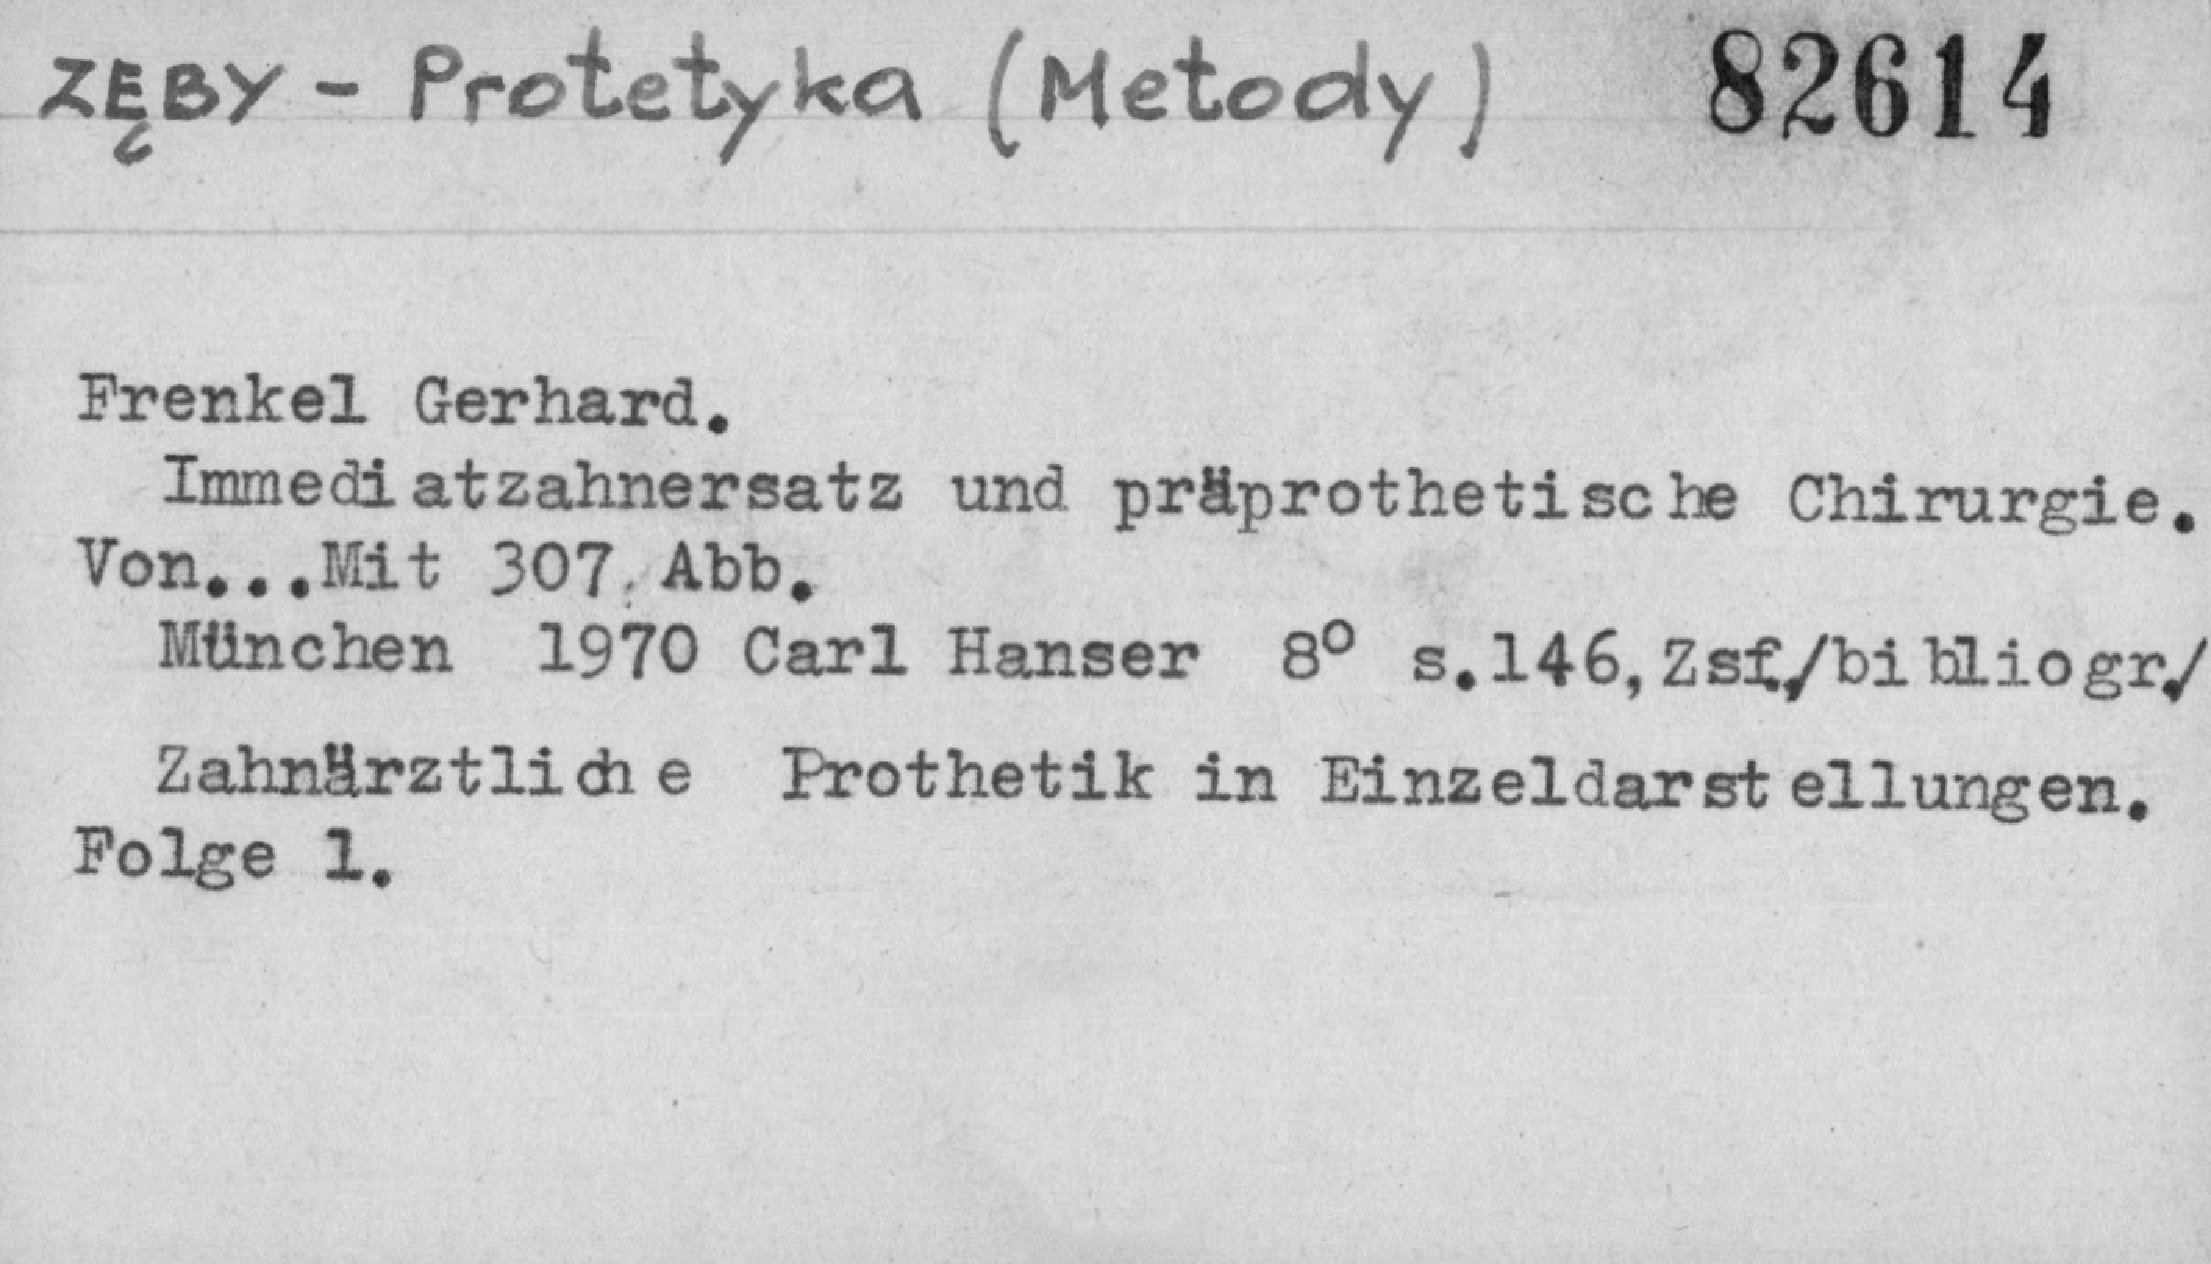 ZĘBY - Protetyka (Metody) 82614
Frenkel Gerhard.
Immediatzahnersatz und präprothetische Chirurgie.
Von...Mit 307 Abb.
München 1970 Carl Hanser 8° s.146,Zsf./bibliogr./
Zahnärztliche Prothetik in Einzeldarstellungen.
Folge 1.